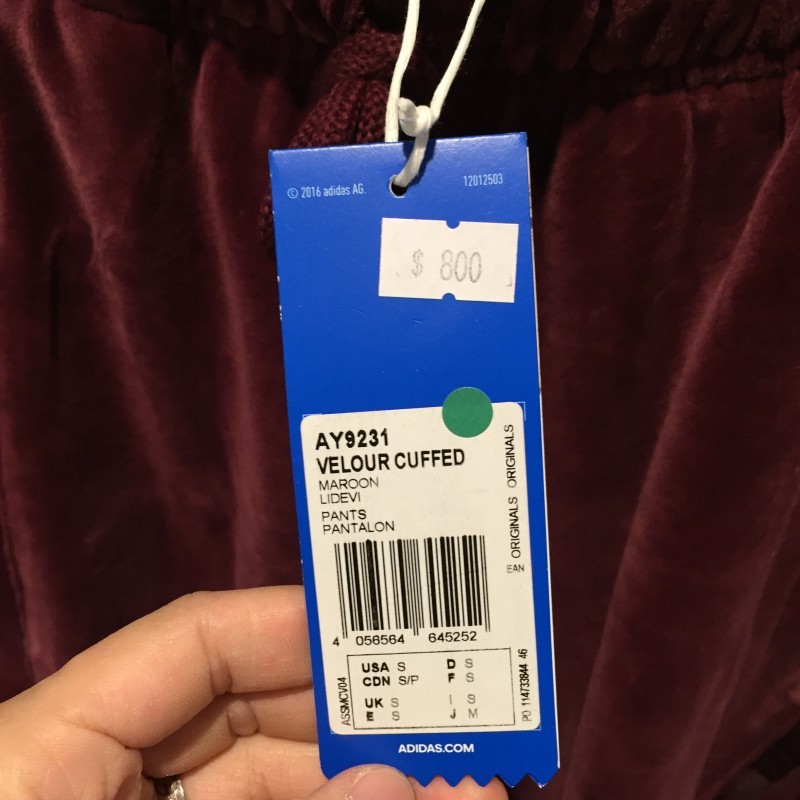 © 2016 adidas AG.
12012503
$ 800
AY9231
VELOUR CUFFED
MAROON
LIDEVI
PANTS
PANTALON
ORIGINALS ORIGINALS
EAN
4 056564 645252
ASSMCV04
USA S D S
CDN S/P F S
UK S I S
E S J M
PO 114733844 46
ADIDAS.COM